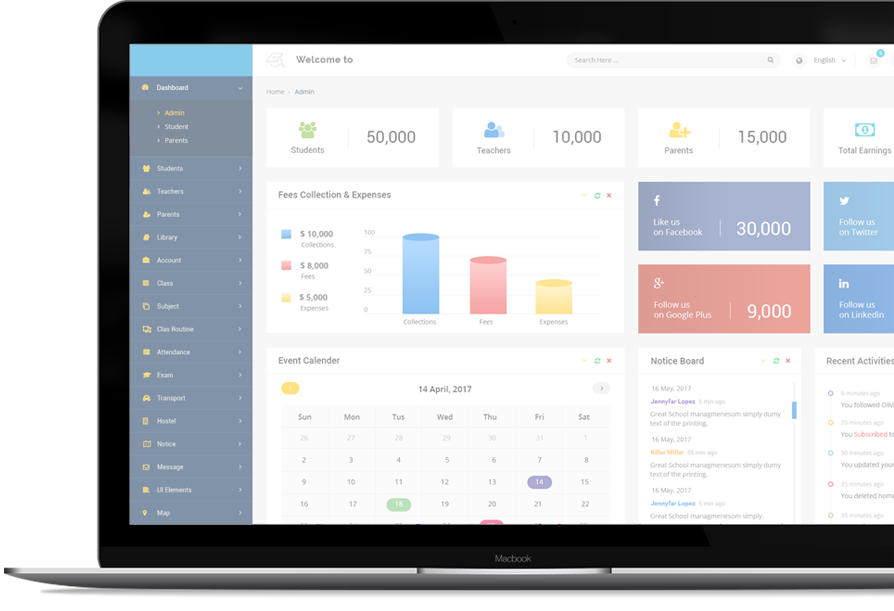 Welcome to
Search Here ...
English
5
Dashboard
Admin
Student
Parents
Students
Teachers
Parents
Library
Account
Class
Subject
Clas Routine
Attendance
Exam
Transport
Hostel
Notice
Message
UI Elements
Map
Home - Admin
Students
50,000
Teachers
10,000
Parents
15,000
Total Earnings
Fees Collection & Expenses
$ 10,000
Collections
$ 8,000
Fees
$ 5,000
Expenses
100
75
50
25
0
Collections Fees Expenses
f
Like us
on Facebook
30,000
Follow us
on Twitter
g+
Follow us
on Google Plus
9,000
in
Follow us
on Linkedin
Event Calender
14 April, 2017
Sun Mon Tus Wed Thu Fri Sat
26 27 28 29 30 31 1
2 3 4 5 6 7 8
9 10 11 12 13 14 15
16 17 18 19 20 21 22
Notice Board
16 May, 2017
Jennyfar Lopez 5 min ago
Great School managmenesom simply dumy
text of the printing.
16 May, 2017
Killar Miller 05 min ago
Great School managmenesom simply dumy
text of the printing.
16 May, 2017
Jennyfar Lopez 5 min ago
Great School managmenesom simply.
Recent Activities
6 minutes ago
You followed Olivi
20 minutes ago
You Subscribed to
30 minutes ago
You updated your
35 minutes ago
You deleted home
35 minutes ago
Macbook